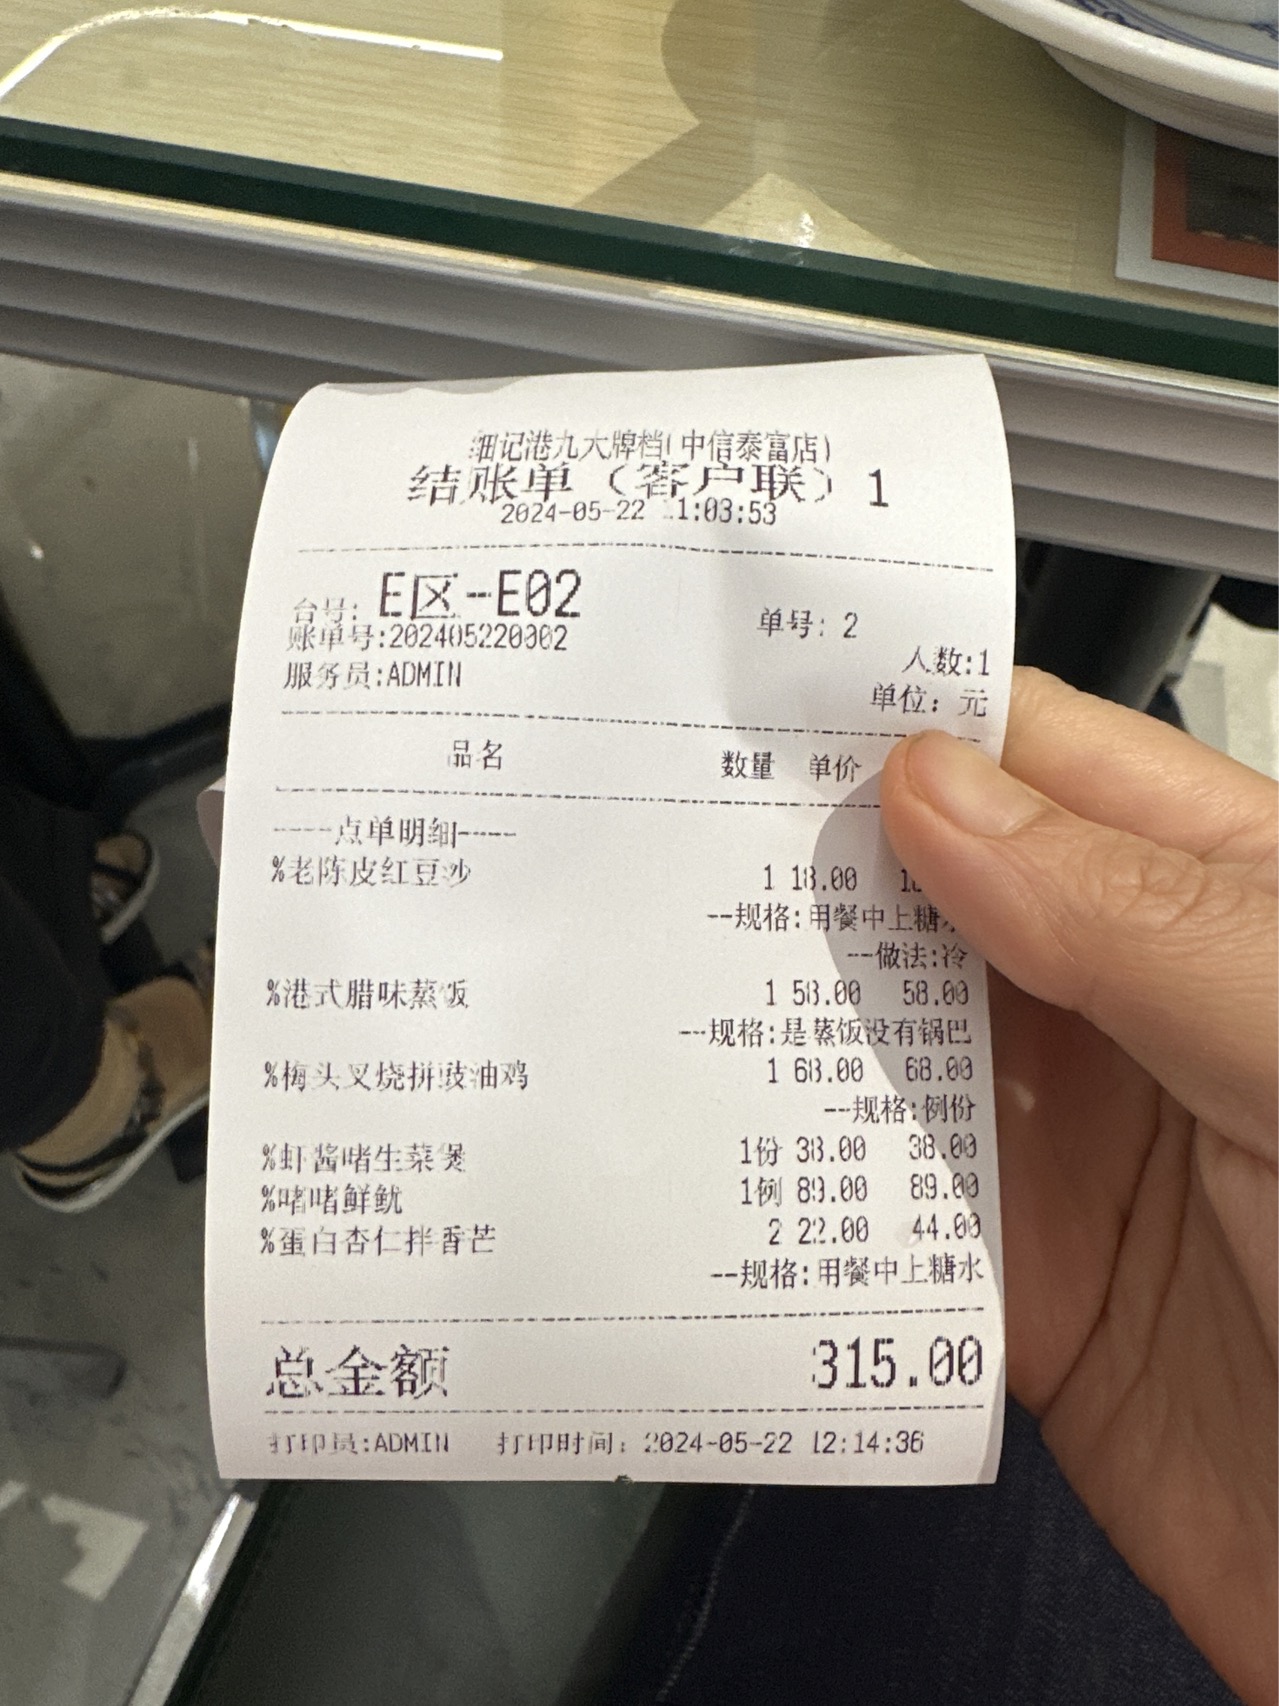 细记港九大牌档(中信泰富店)
结账单（客户联）1
2024-05-22 11:03:53
台号: E区-E02
单号: 2
账单号:202405220002
人数:1
服务员:ADMIN
单位: 元
品名 数量 单价
----点单明细----
%老陈皮红豆沙 1 18.00
--规格:用餐中上糖
--做法:冷
%港式腊味蒸饭 1 58.00 58.00
--规格:是蒸饭没有锅巴
%梅头叉烧拼豉油鸡 1 68.00 68.00
--规格:例份
%虾酱啫生菜煲 1份 38.00 38.00
%啫啫鲜鱿 1例 89.00 89.00
%蛋白杏仁拌香芒 2 22.00 44.00
--规格:用餐中上糖水
总金额 315.00
打印员:ADMIN 打印时间: 2024-05-22 12:14:36